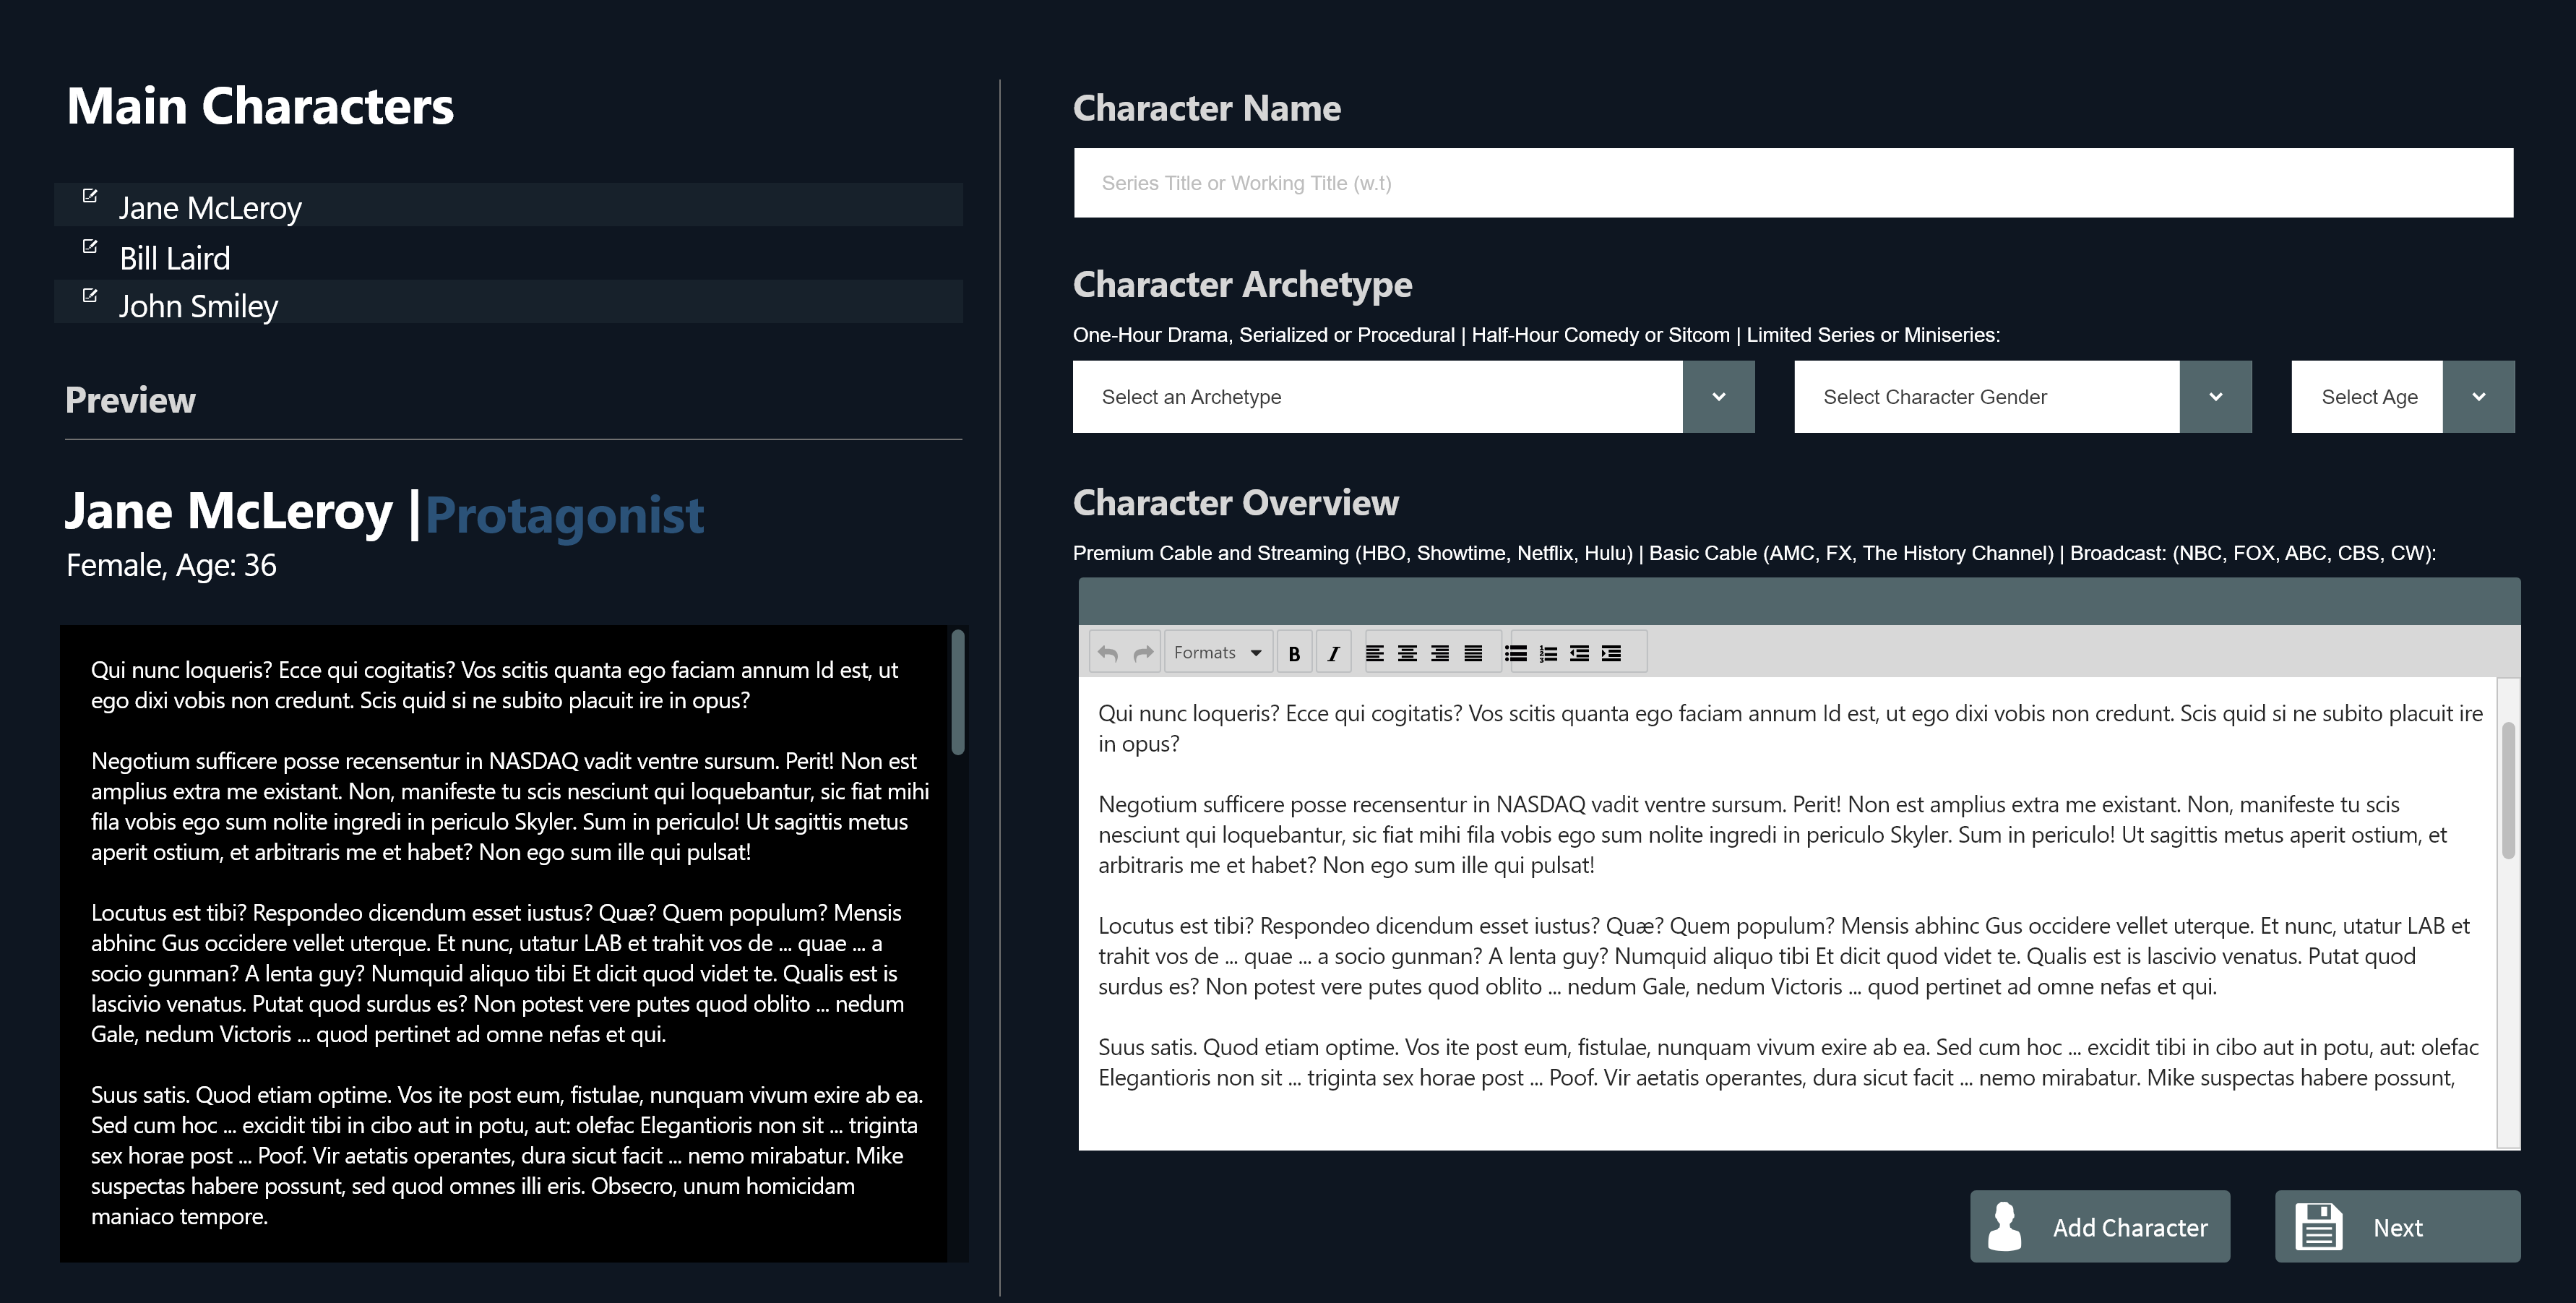 Main Characters
Jane McLeroy
Bill Laird
John Smiley
Preview
Jane McLeroy |Protagonist
Female, Age: 36
Qui nunc loqueris? Ecce qui cogitatis? Vos scitis quanta ego faciam annum Id est, ut
ego dixi vobis non credunt. Scis quid si ne subito placuit ire in opus?
Negotium sufficere posse recensentur in NASDAQ vadit ventre sursum. Perit! Non est
amplius extra me existant. Non, manifeste tu scis nesciunt qui loquebantur, sic fiat mihi
fila vobis ego sum nolite ingredi in periculo Skyler. Sum in periculo! Ut sagittis metus
aperit ostium, et arbitraris me et habet? Non ego sum ille qui pulsat!
Locutus est tibi? Respondeo dicendum esset iustus? Quæ? Quem populum? Mensis
abhinc Gus occidere vellet uterque. Et nunc, utatur LAB et trahit vos de ... quae ... a
socio gunman? A lenta guy? Numquid aliquo tibi Et dicit quod videt te. Qualis est is
lascivio venatus. Putat quod surdus es? Non potest vere putes quod oblito ... nedum
Gale, nedum Victoris ... quod pertinet ad omne nefas et qui.
Suus satis. Quod etiam optime. Vos ite post eum, fistulae, nunquam vivum exire ab ea.
Sed cum hoc ... excidit tibi in cibo aut in potu, aut: olefac Elegantioris non sit ... triginta
sex horae post ... Poof. Vir aetatis operantes, dura sicut facit ... nemo mirabatur. Mike
suspectas habere possunt, sed quod omnes illi eris. Obsecro, unum homicidam
maniaco tempore.
Character Name
Series Title or Working Title (w.t)
Character Archetype
One-Hour Drama, Serialized or Procedural | Half-Hour Comedy or Sitcom | Limited Series or Miniseries:
Select an Archetype
Select Character Gender
Select Age
Character Overview
Premium Cable and Streaming (HBO, Showtime, Netflix, Hulu) | Basic Cable (AMC, FX, The History Channel) | Broadcast: (NBC, FOX, ABC, CBS, CW):
Formats B I
Qui nunc loqueris? Ecce qui cogitatis? Vos scitis quanta ego faciam annum Id est, ut ego dixi vobis non credunt. Scis quid si ne subito placuit ire
in opus?
Negotium sufficere posse recensentur in NASDAQ vadit ventre sursum. Perit! Non est amplius extra me existant. Non, manifeste tu scis
nesciunt qui loquebantur, sic fiat mihi fila vobis ego sum nolite ingredi in periculo Skyler. Sum in periculo! Ut sagittis metus aperit ostium, et
arbitraris me et habet? Non ego sum ille qui pulsat!
Locutus est tibi? Respondeo dicendum esset iustus? Quæ? Quem populum? Mensis abhinc Gus occidere vellet uterque. Et nunc, utatur LAB et
trahit vos de ... quae ... a socio gunman? A lenta guy? Numquid aliquo tibi Et dicit quod videt te. Qualis est is lascivio venatus. Putat quod
surdus es? Non potest vere putes quod oblito ... nedum Gale, nedum Victoris ... quod pertinet ad omne nefas et qui.
Suus satis. Quod etiam optime. Vos ite post eum, fistulae, nunquam vivum exire ab ea. Sed cum hoc ... excidit tibi in cibo aut in potu, aut: olefac
Elegantioris non sit ... triginta sex horae post ... Poof. Vir aetatis operantes, dura sicut facit ... nemo mirabatur. Mike suspectas habere possunt,
Add Character
Next